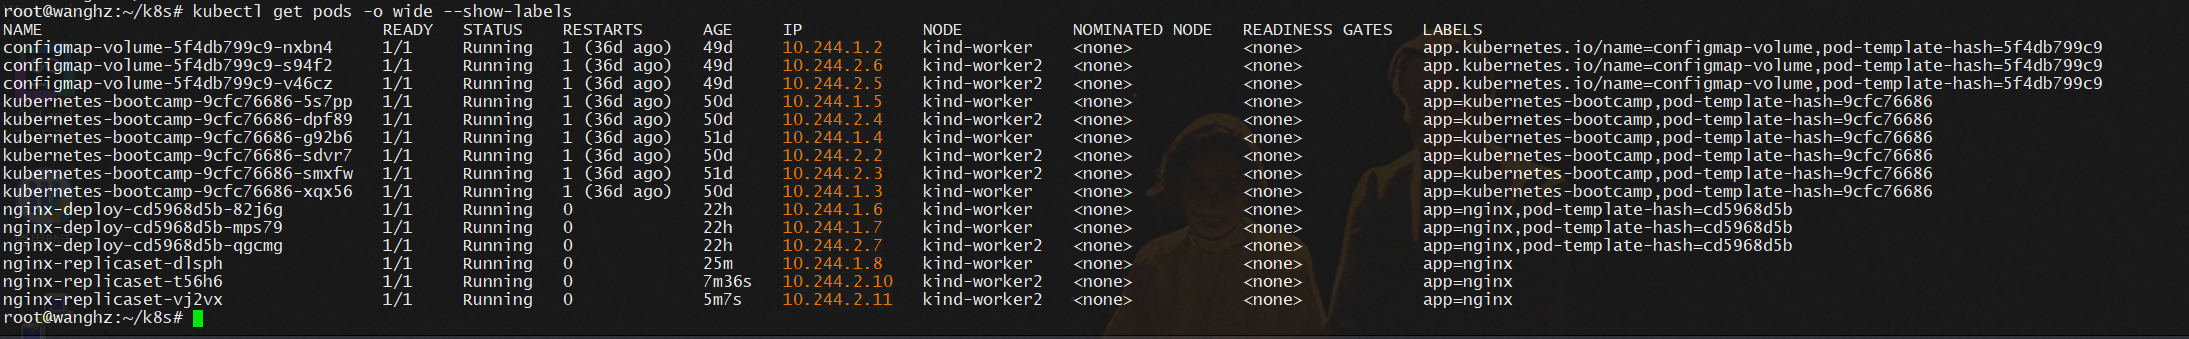 root@wanghz:~/k8s# kubectl get pods -o wide --show-labels
NAME READY STATUS RESTARTS AGE IP NODE NOMINATED NODE READINESS GATES LABELS
configmap-volume-5f4db799c9-nxbn4 1/1 Running 1 (36d ago) 49d 10.244.1.2 kind-worker <none> <none> app.kubernetes.io/name=configmap-volume,pod-template-hash=5f4db799c9
configmap-volume-5f4db799c9-s94f2 1/1 Running 1 (36d ago) 49d 10.244.2.6 kind-worker2 <none> <none> app.kubernetes.io/name=configmap-volume,pod-template-hash=5f4db799c9
configmap-volume-5f4db799c9-v46cz 1/1 Running 1 (36d ago) 49d 10.244.2.5 kind-worker2 <none> <none> app.kubernetes.io/name=configmap-volume,pod-template-hash=5f4db799c9
kubernetes-bootcamp-9cfc76686-5s7pp 1/1 Running 1 (36d ago) 50d 10.244.1.5 kind-worker <none> <none> app=kubernetes-bootcamp,pod-template-hash=9cfc76686
kubernetes-bootcamp-9cfc76686-dpf89 1/1 Running 1 (36d ago) 50d 10.244.2.4 kind-worker2 <none> <none> app=kubernetes-bootcamp,pod-template-hash=9cfc76686
kubernetes-bootcamp-9cfc76686-g92b6 1/1 Running 1 (36d ago) 51d 10.244.1.4 kind-worker <none> <none> app=kubernetes-bootcamp,pod-template-hash=9cfc76686
kubernetes-bootcamp-9cfc76686-sdvr7 1/1 Running 1 (36d ago) 50d 10.244.2.2 kind-worker2 <none> <none> app=kubernetes-bootcamp,pod-template-hash=9cfc76686
kubernetes-bootcamp-9cfc76686-smxfw 1/1 Running 1 (36d ago) 51d 10.244.2.3 kind-worker2 <none> <none> app=kubernetes-bootcamp,pod-template-hash=9cfc76686
kubernetes-bootcamp-9cfc76686-xqx56 1/1 Running 1 (36d ago) 50d 10.244.1.3 kind-worker <none> <none> app=kubernetes-bootcamp,pod-template-hash=9cfc76686
nginx-deploy-cd5968d5b-82j6g 1/1 Running 0 22h 10.244.1.6 kind-worker <none> <none> app=nginx,pod-template-hash=cd5968d5b
nginx-deploy-cd5968d5b-mps79 1/1 Running 0 22h 10.244.1.7 kind-worker <none> <none> app=nginx,pod-template-hash=cd5968d5b
nginx-deploy-cd5968d5b-qgcmg 1/1 Running 0 22h 10.244.2.7 kind-worker2 <none> <none> app=nginx,pod-template-hash=cd5968d5b
nginx-replicaset-dlsph 1/1 Running 0 25m 10.244.1.8 kind-worker <none> <none> app=nginx
nginx-replicaset-t56h6 1/1 Running 0 7m36s 10.244.2.10 kind-worker2 <none> <none> app=nginx
nginx-replicaset-vj2vx 1/1 Running 0 5m7s 10.244.2.11 kind-worker2 <none> <none> app=nginx
root@wanghz:~/k8s#